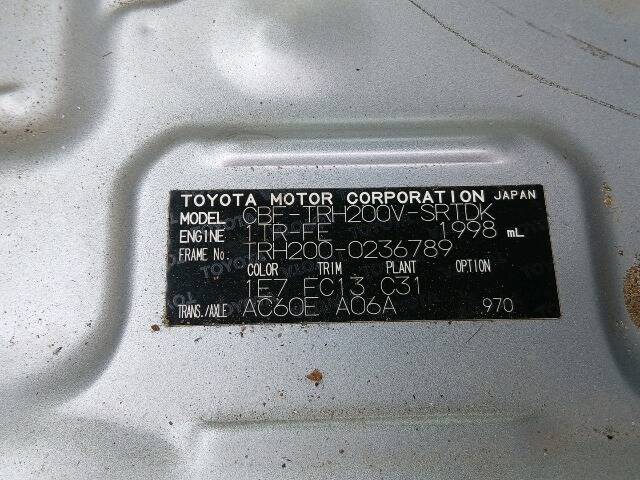 TOYOTA MOTOR CORPORATION JAPAN
MODEL CBF-TRH200V-SRTDK
ENGINE 1TR-FE 1998 mL
FRAME No. TRH200-0236789
COLOR TRIM PLANT OPTION
1E7 EC13 C31
TRANS./AXLE AC60E A06A 970